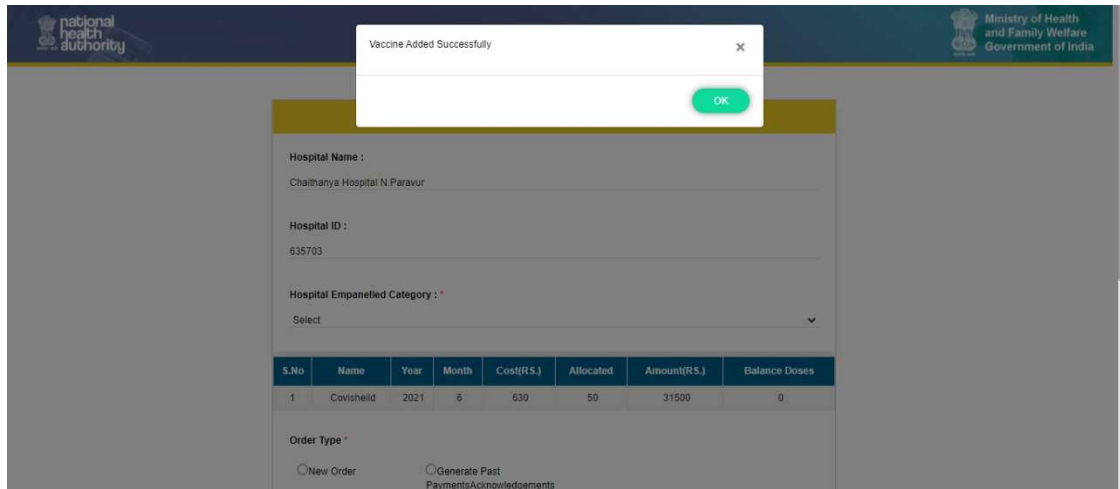 national
health
authority
Ministry of Health
and Family Welfare
Government of India
Vaccine Added Successfully
×
OK
Hospital Name :
Chaithanya Hospital N.Paravur
Hospital ID :
635703
Hospital Empanelled Category : *
Select
S.No Name Year Month Cost(RS.) Allocated Amount(RS.) Balance Doses
1 Covisheild 2021 6 630 50 31500 0
Order Type *
New Order Generate Past
PaymentsAcknowledgements